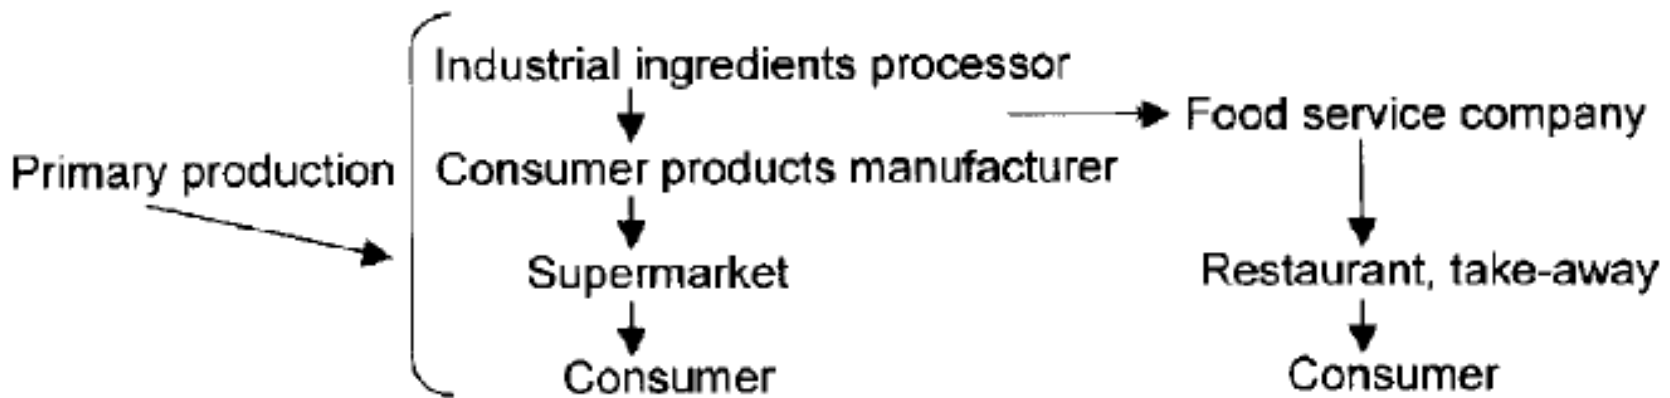 Industrial ingredients processor
Food service company
Primary production
Consumer products manufacturer
Supermarket
Restaurant, take-away
Consumer
Consumer